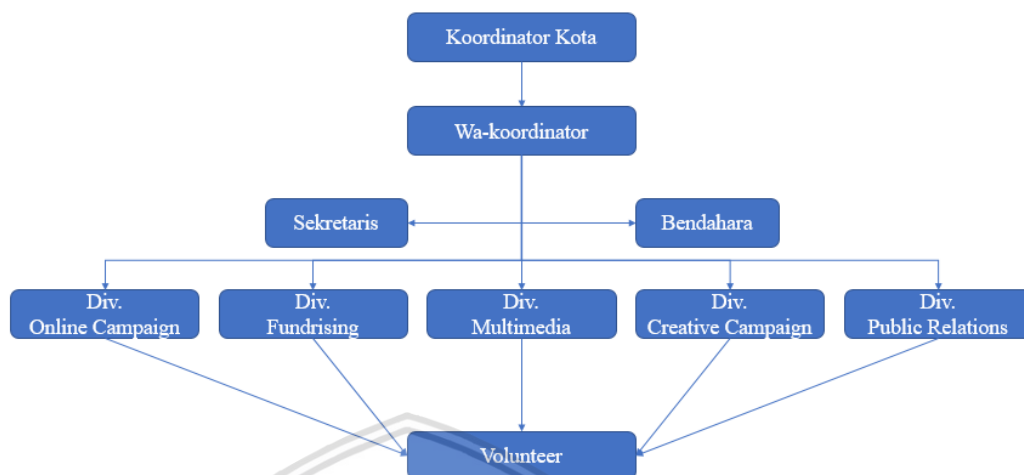 Koordinator Kota
Wa-koordinator
Sekretaris
Bendahara
Div.
Online Campaign
Div.
Fundrising
Div.
Multimedia
Div.
Creative Campaign
Div.
Public Relations
Volunteer